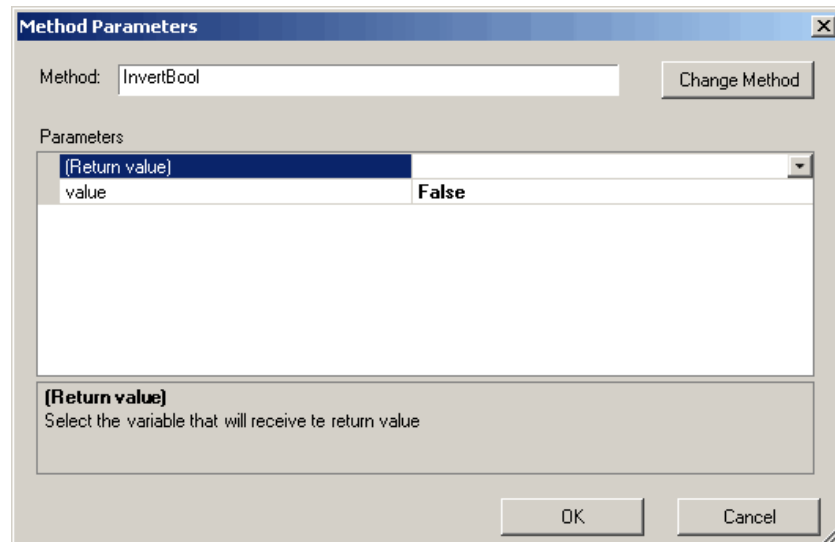 Method Parameters
Method: InvertBool Change Method
Parameters
(Return value)
value False
(Return value)
Select the variable that will receive te return value
OK Cancel